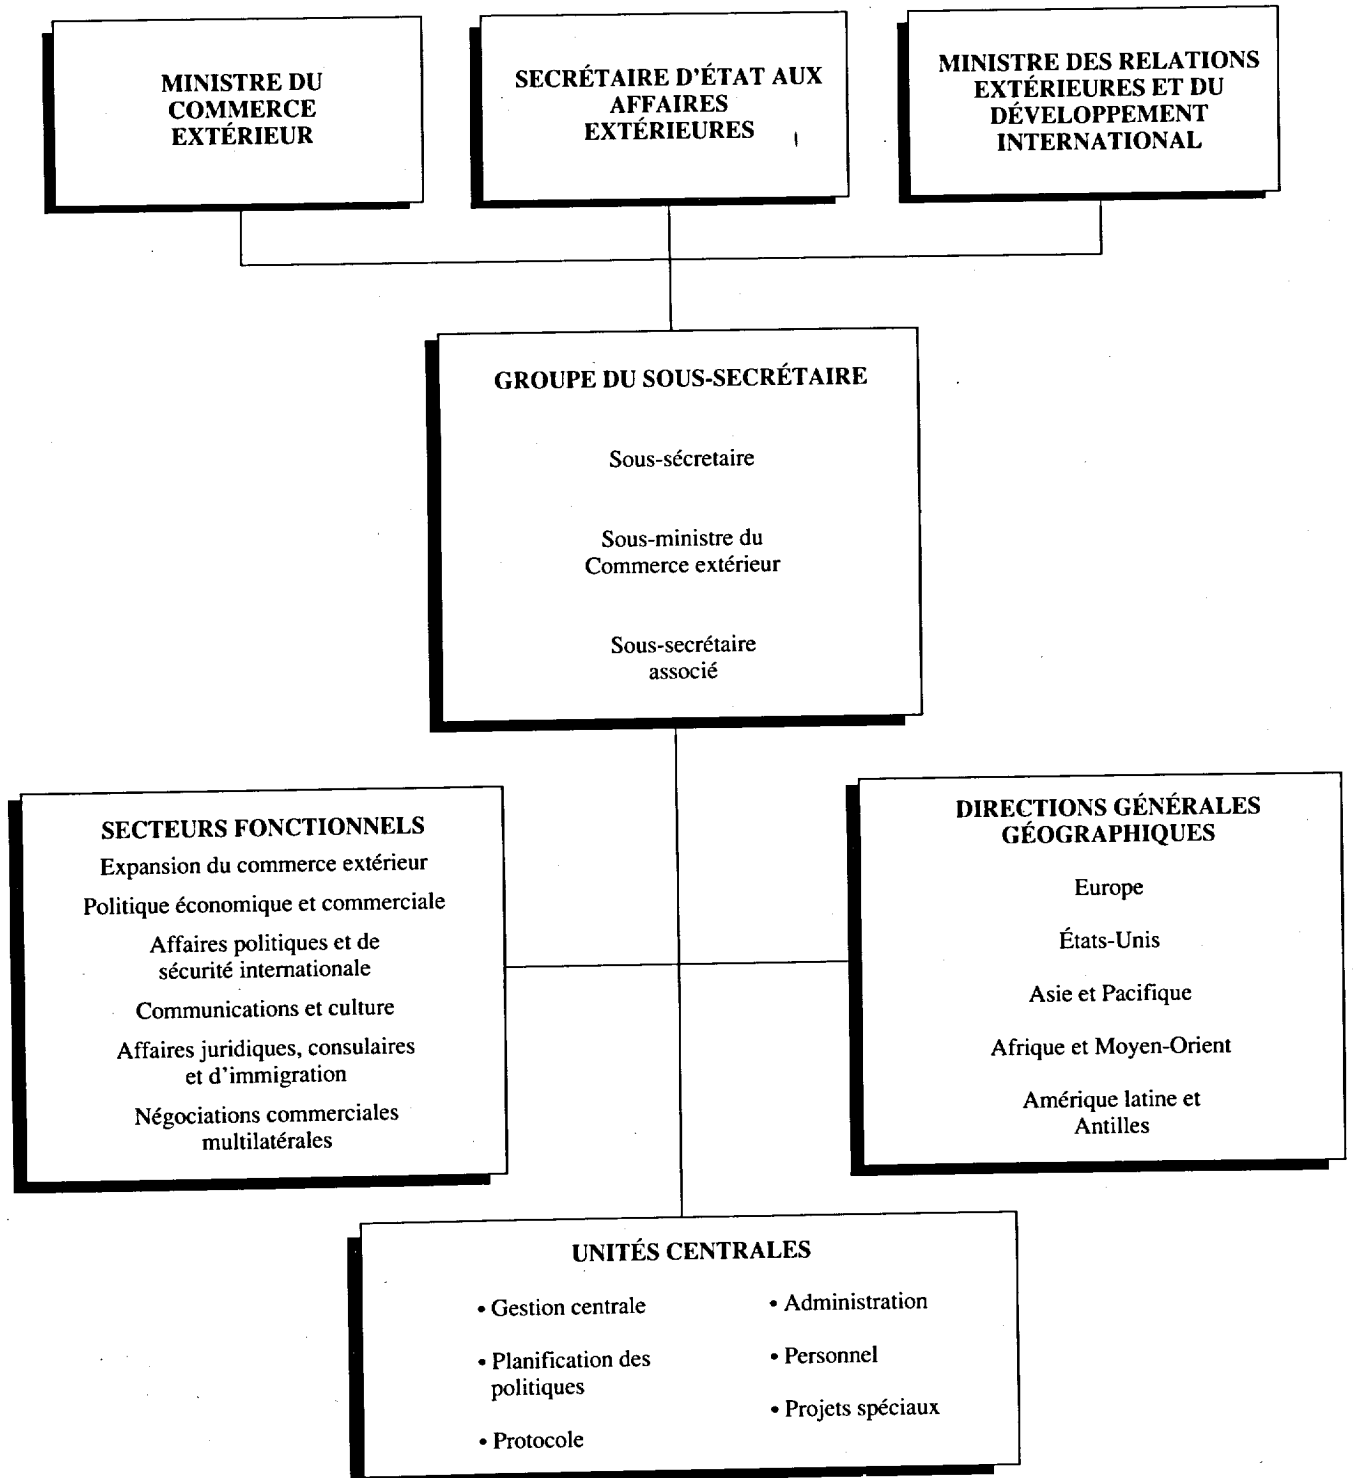 MINISTRE DU
COMMERCE
EXTÉRIEUR
SECRÉTAIRE D'ÉTAT AUX
AFFAIRES
EXTÉRIEURES
MINISTRE DES RELATIONS
EXTÉRIEURES ET DU
DÉVELOPPEMENT
INTERNATIONAL
GROUPE DU SOUS-SECRÉTAIRE
Sous-sécretaire
Sous-ministre du
Commerce extérieur
Sous-secrétaire
associé
SECTEURS FONCTIONNELS
Expansion du commerce extérieur
Politique économique et commerciale
Affaires politiques et de
sécurité internationale
Communications et culture
Affaires juridiques, consulaires
et d'immigration
Négociations commerciales
multilatérales
DIRECTIONS GÉNÉRALES
GÉOGRAPHIQUES
Europe
États-Unis
Asie et Pacifique
Afrique et Moyen-Orient
Amérique latine et
Antilles
UNITÉS CENTRALES
• Gestion centrale
• Planification des
politiques
• Protocole
• Administration
• Personnel
• Projets spéciaux